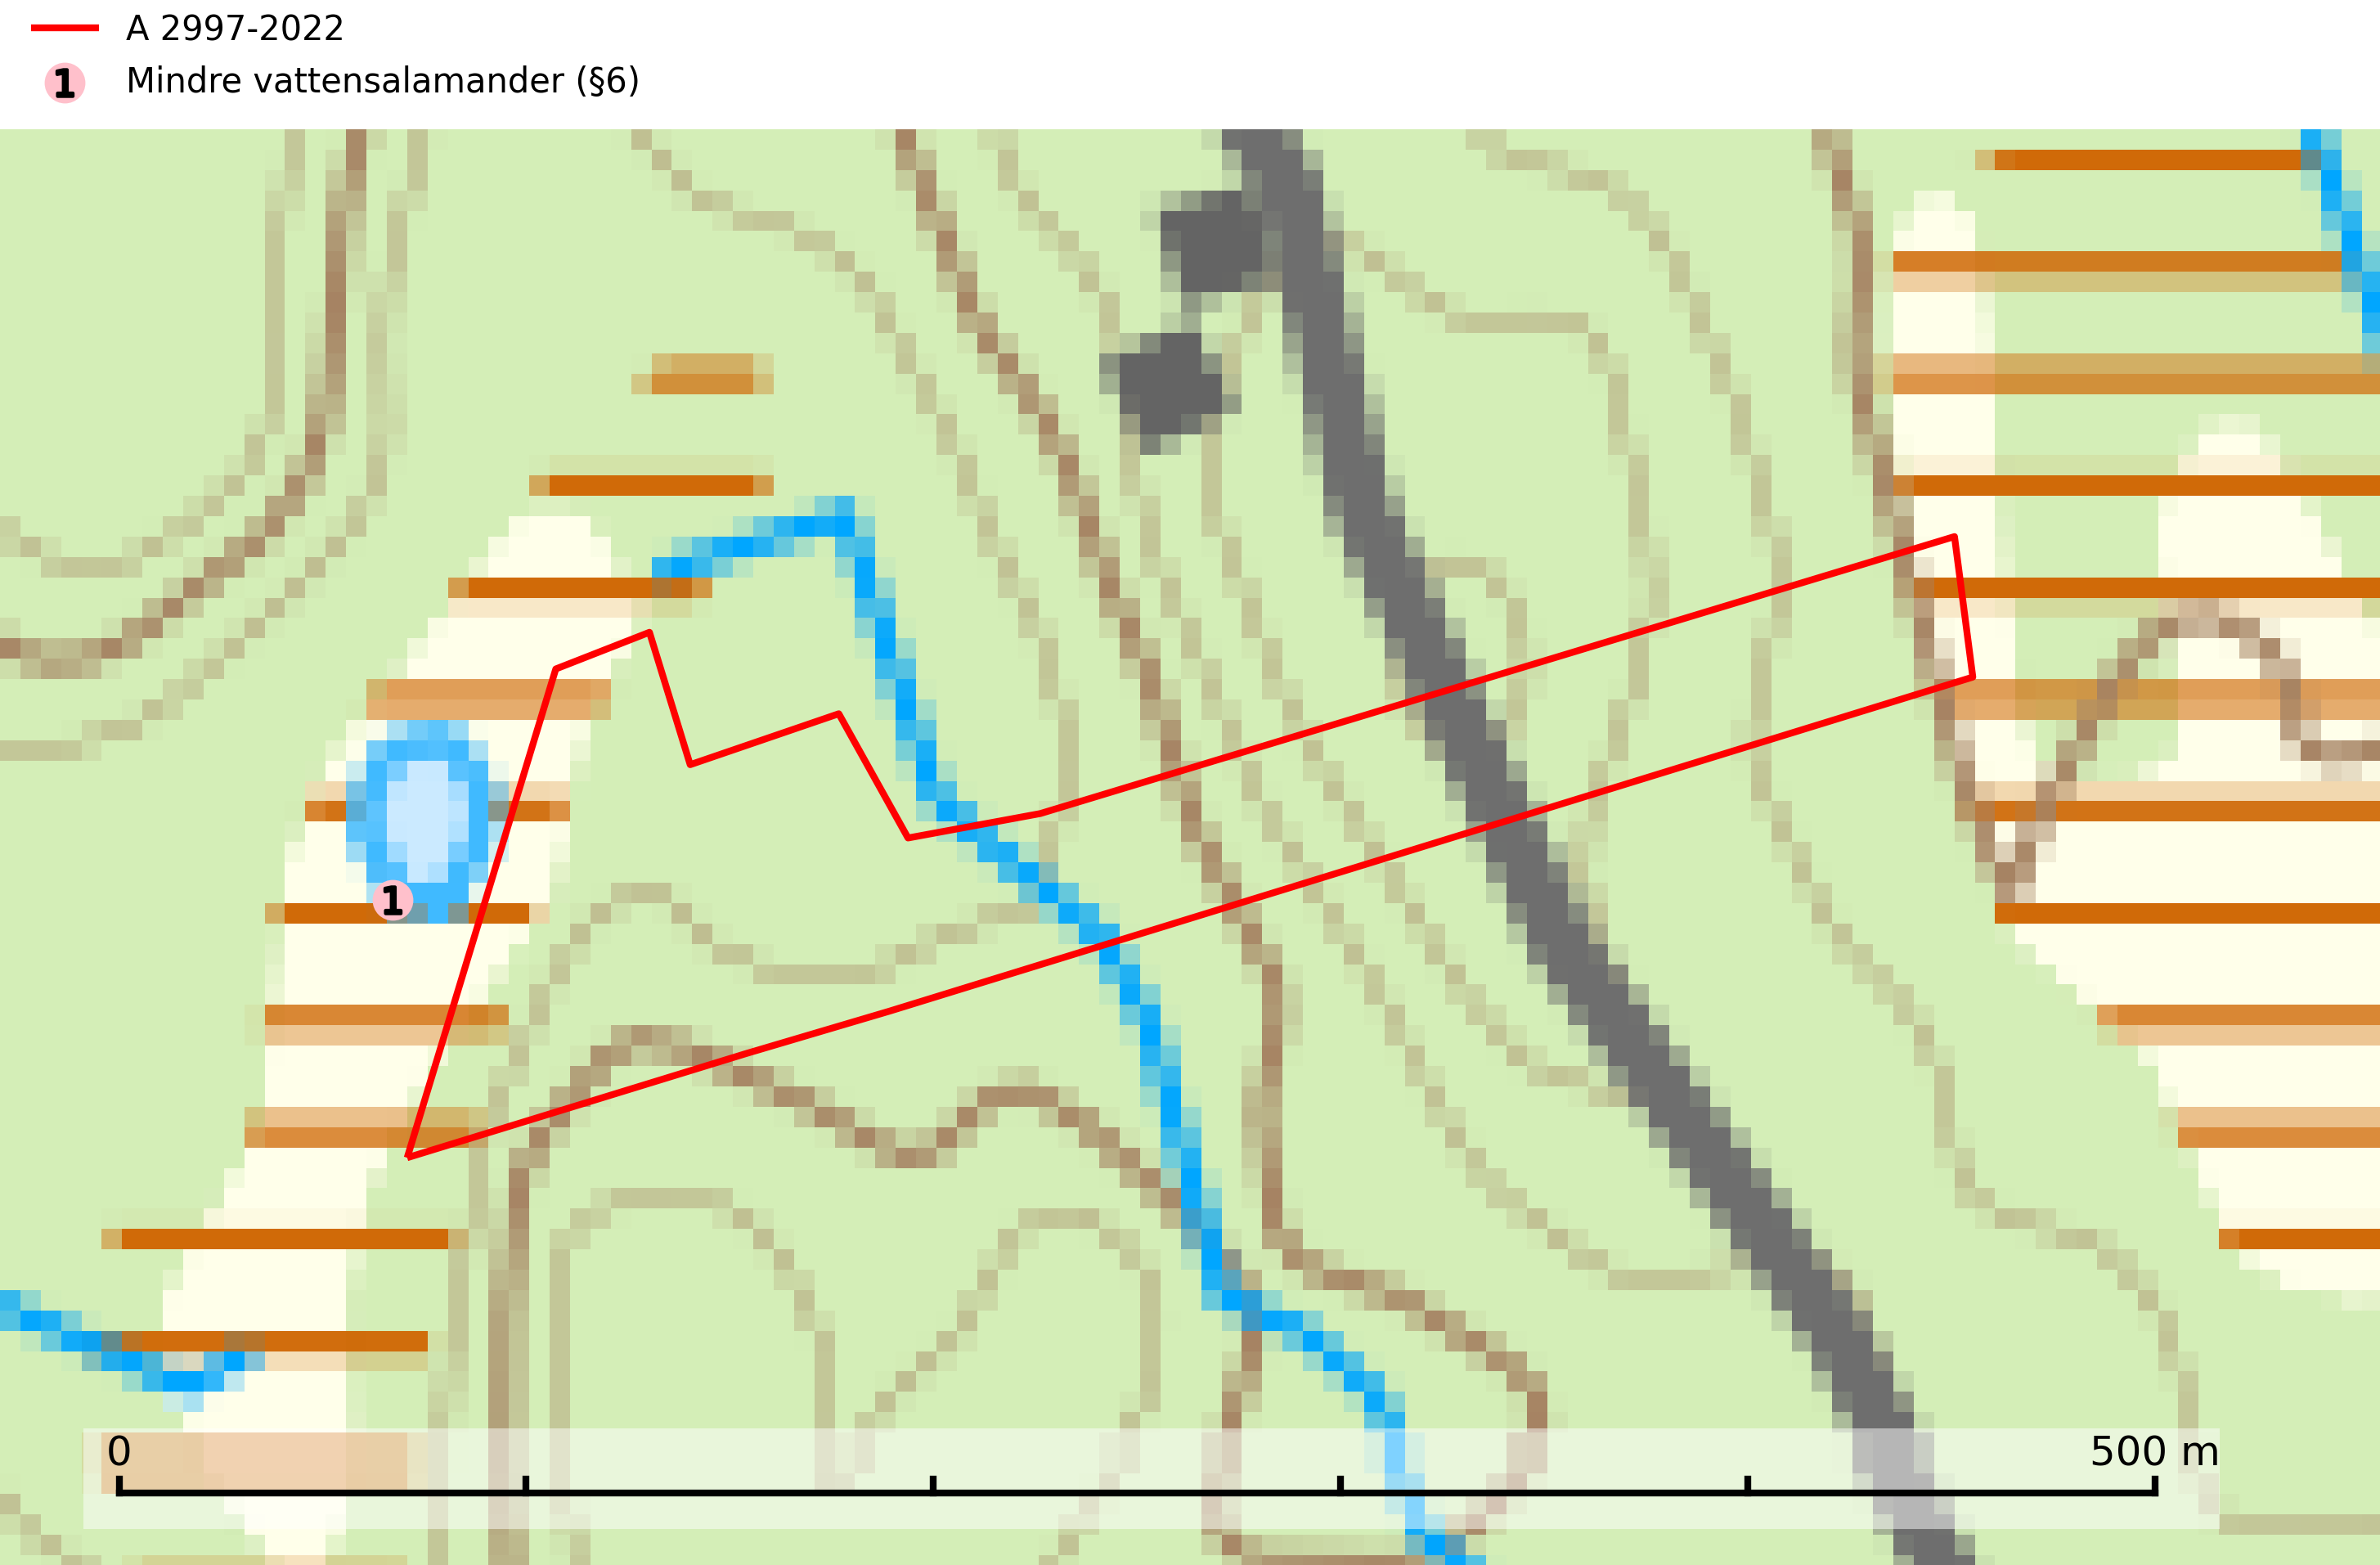 A 2997-2022
1 Mindre vattensalamander (§6)
1
0 500 m